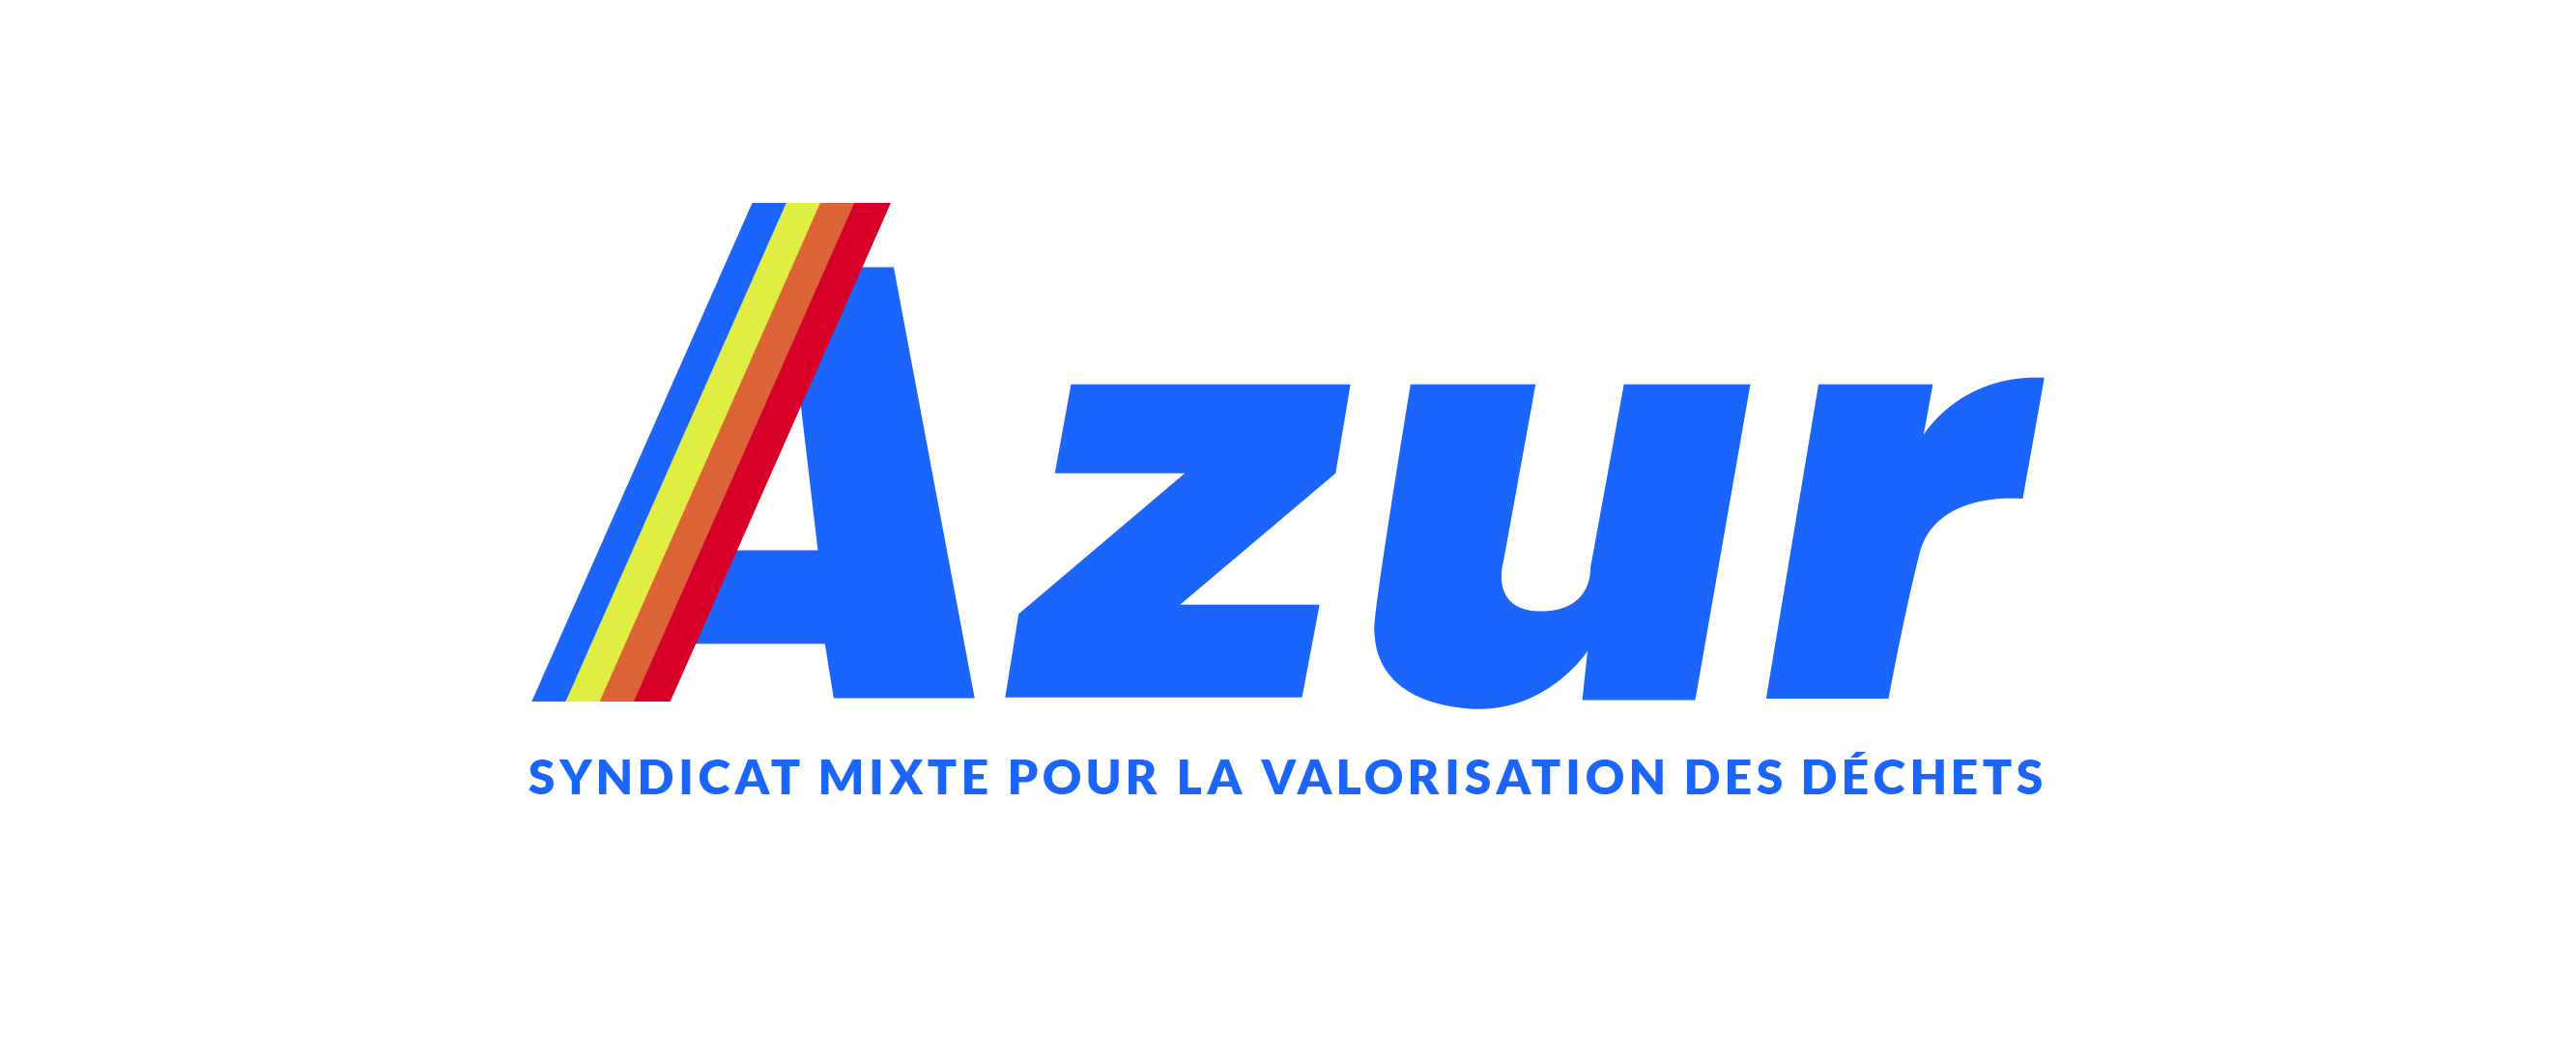 Azur
SYNDICAT MIXTE POUR LA VALORISATION DES DÉCHETS